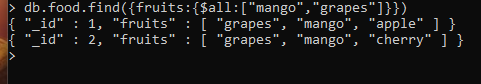 > db.food.find({fruits:{$all:["mango","grapes"]}})
{ "_id" : 1, "fruits" : [ "grapes", "mango", "apple" ] }
{ "_id" : 2, "fruits" : [ "grapes", "mango", "cherry" ] }
>